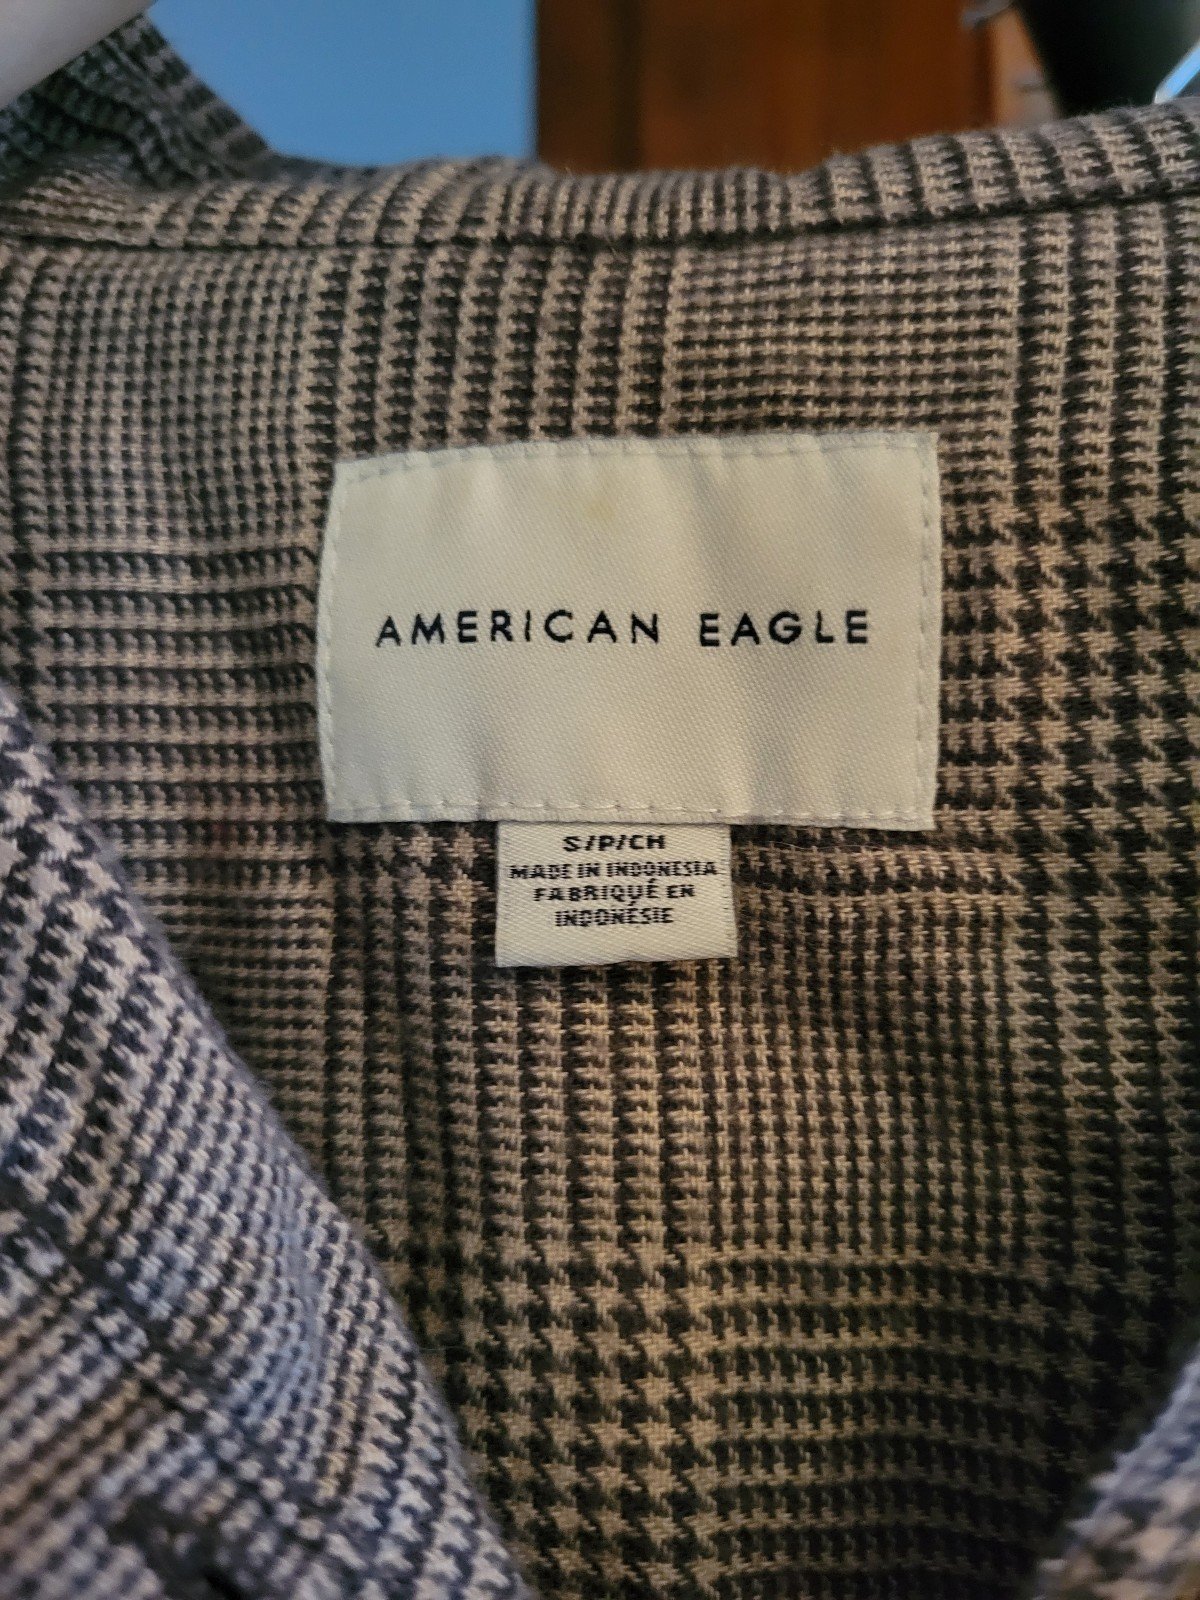 AMERICAN EAGLE
S/P/CH
MADE IN INDONESIA
FABRIQUÉ EN
INDONÉSIE